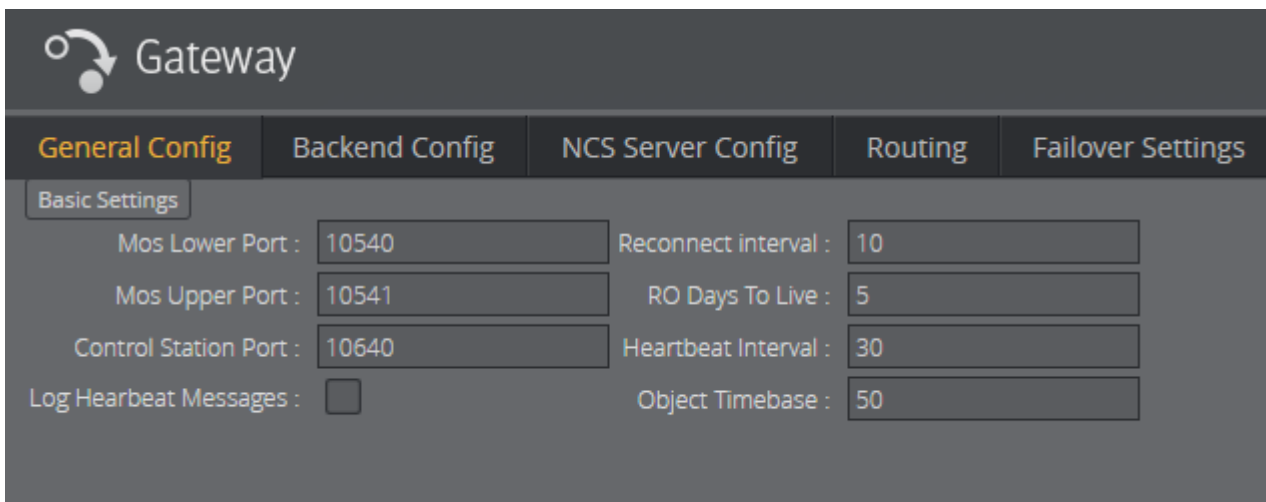 Gateway
General Config Backend Config NCS Server Config Routing Failover Settings
Basic Settings
Mos Lower Port : 10540 Reconnect interval : 10
Mos Upper Port : 10541 RO Days To Live : 5
Control Station Port : 10640 Heartbeat Interval : 30
Log Hearbeat Messages : Object Timebase : 50